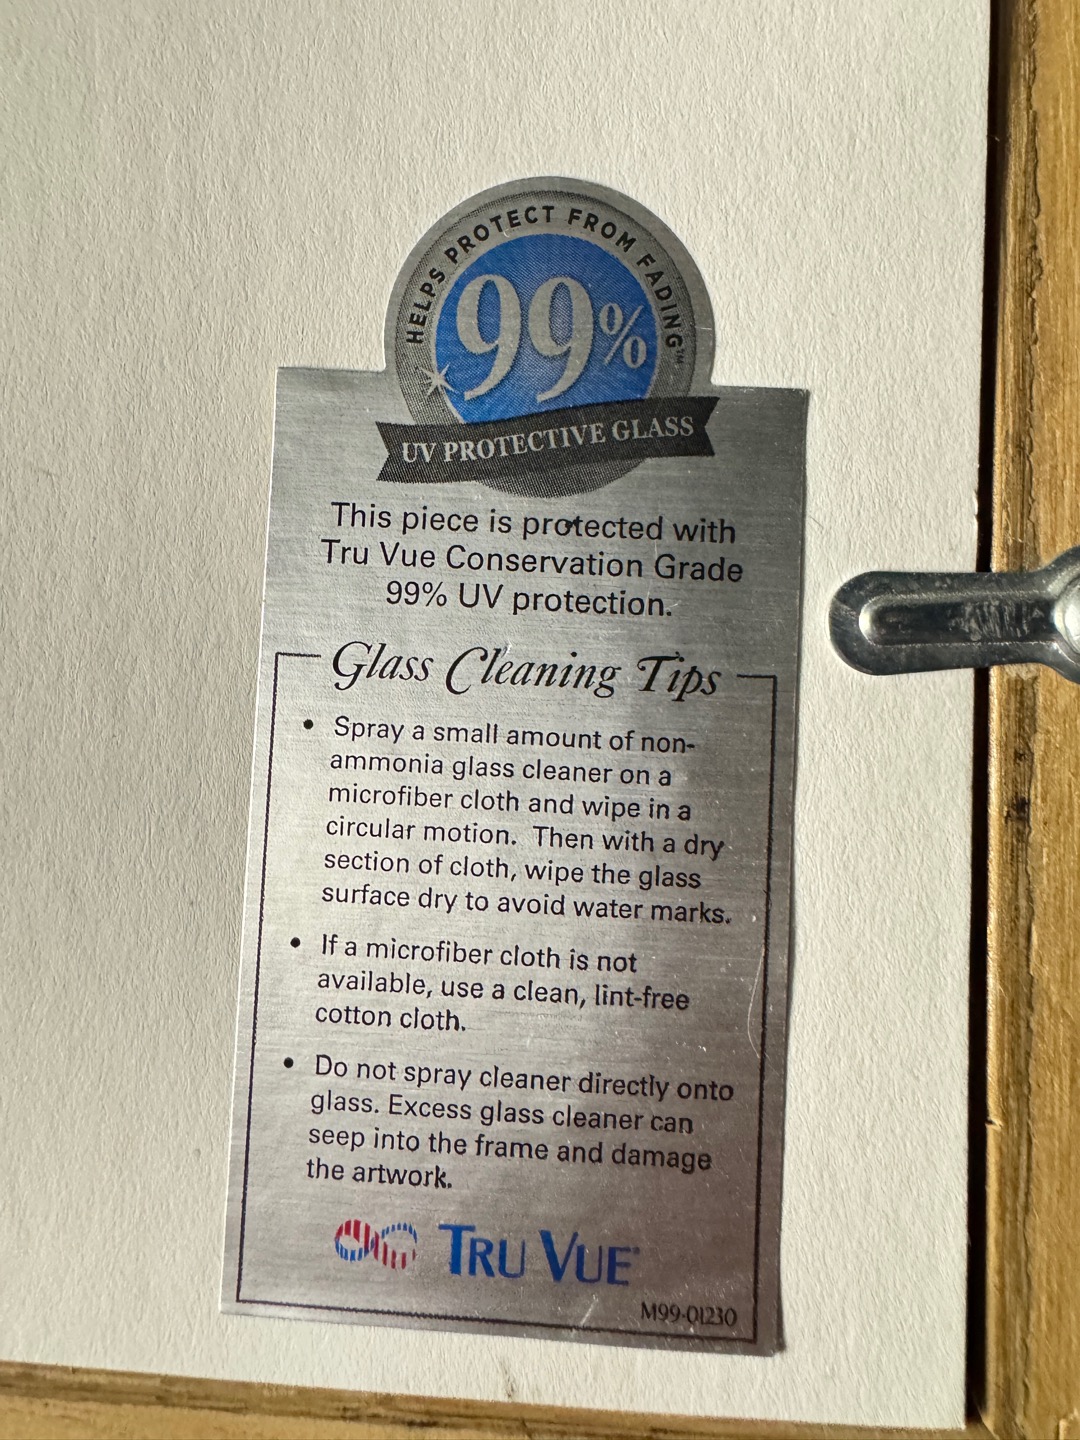 HELPS PROTECT FROM FADING™
99%
UV PROTECTIVE GLASS
This piece is protected with
Tru Vue Conservation Grade
99% UV protection.
Glass Cleaning Tips
• Spray a small amount of non-
ammonia glass cleaner on a
microfiber cloth and wipe in a
circular motion. Then with a dry
section of cloth, wipe the glass
surface dry to avoid water marks.
• If a microfiber cloth is not
available, use a clean, lint-free
cotton cloth.
• Do not spray cleaner directly onto
glass. Excess glass cleaner can
seep into the frame and damage
the artwork.
TRU VUE®
M99-01230